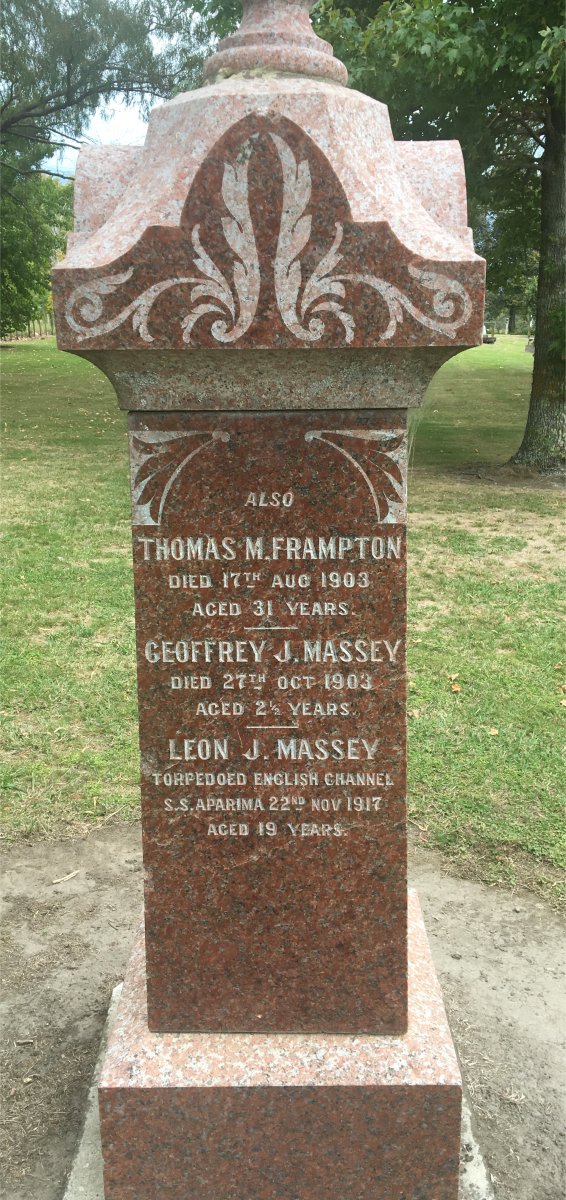 ALSO
THOMAS M. FRAMPTON
DIED 17TH AUG 1903
AGED 31 YEARS.
GEOFFREY J. MASSEY
DIED 27TH OCT 1903
AGED 2½ YEARS.
LEON J. MASSEY
TORPEDOED ENGLISH CHANNEL
S.S. APARIMA 22ND NOV 1917
AGED 19 YEARS.